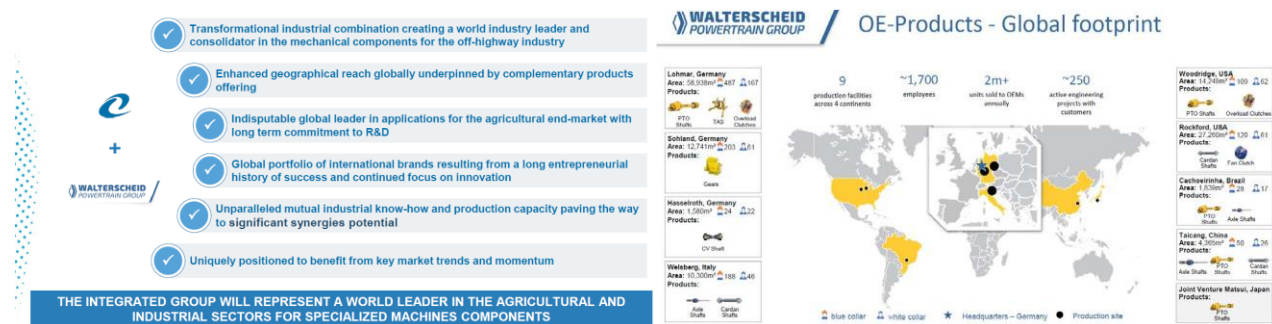 Transformational industrial combination creating a world industry leader and
consolidator in the mechanical components for the off-highway industry
Enhanced geographical reach globally underpinned by complementary products
offering
Indisputable global leader in applications for the agricultural end-market with
long term commitment to R&D
+
Global portfolio of international brands resulting from a long entrepreneurial
history of success and continued focus on innovation
WALTERSCHEID
POWERTRAIN GROUP
Unparalleled mutual industrial know-how and production capacity paving the way
to significant synergies potential
Uniquely positioned to benefit from key market trends and momentum
THE INTEGRATED GROUP WILL REPRESENT A WORLD LEADER IN THE AGRICULTURAL AND
INDUSTRIAL SECTORS FOR SPECIALIZED MACHINES COMPONENTS
WALTERSCHEID
POWERTRAIN GROUP
OE-Products - Global footprint
Lohmar, Germany
Area: 58,938m² 487 167
Products:
PTO
Shafts
TAS
Overload
Clutches
Sohland, Germany
Area: 12,741m² 203 61
Products:
Gears
Hasselroth, Germany
Area: 1,580m² 24 22
Products:
CV Shaft
Welsberg, Italy
Area: 10,300m² 188 46
Products:
Axle
Shafts
Cardan
Shafts
9
production facilities
across 4 continents
~1,700
employees
2m+
units sold to OEMs
annually
~250
active engineering
projects with
customers
Woodridge, USA
Area: 14,248m² 109 62
Products:
PTO Shafts
Overload Clutches
Rockford, USA
Area: 27,260m² 120 61
Products:
Cardan
Shafts
Fan Clutch
Cachoeirinha, Brazil
Area: 1,839m² 28 17
Products:
PTO
Shafts
Axle Shafts
Taicang, China
Area: 4,365m² 50 26
Products:
Axle Shafts
PTO
Shafts
Cardan
Shafts
Joint Venture Matsui, Japan
Products:
PTO
Shafts
blue collar
white collar
Headquarters – Germany
Production site